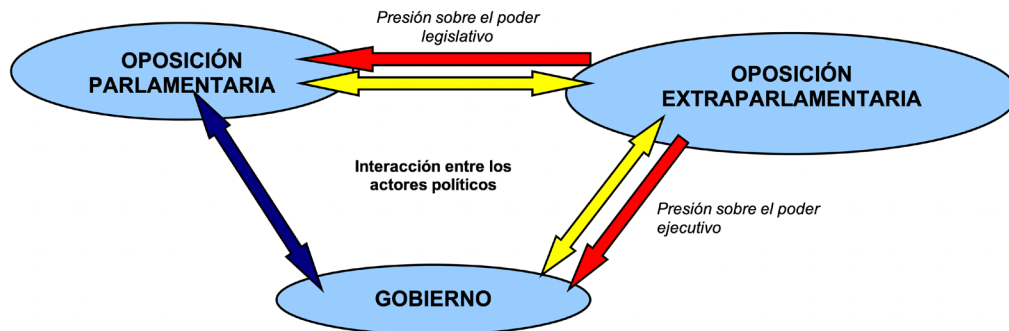 Presión sobre el poder
legislativo
OPOSICIÓN
PARLAMENTARIA
OPOSICIÓN
EXTRAPARLAMENTARIA
Interacción entre los
actores políticos
Presión sobre el poder
ejecutivo
GOBIERNO